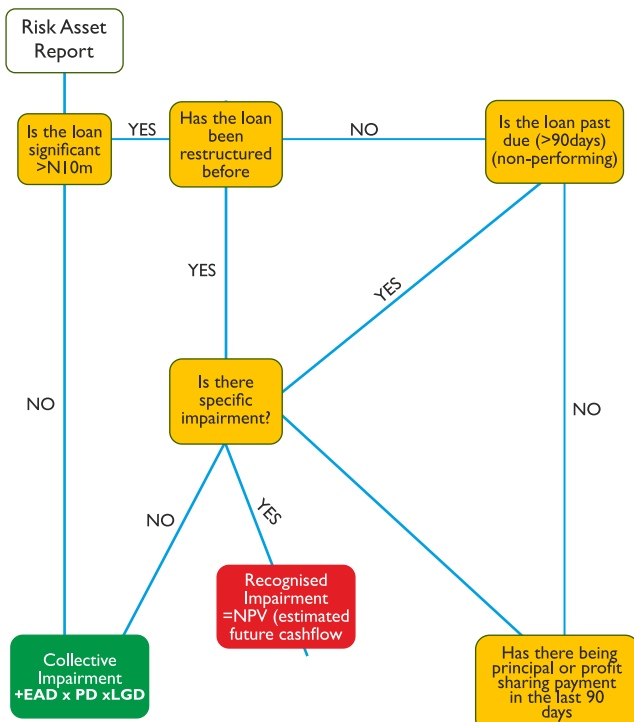 Risk Asset
Report
Is the loan
significant
>N10m
YES
Has the loan
been
restructured
before
NO
Is the loan past
due (>90days)
(non-performing)
YES
YES
Is there
specific
impairment?
NO
NO
NO
YES
Recognised
Impairment
=NPV (estimated
future cashflow
Collective
Impairment
+EAD x PD xLGD
Has there being
principal or profit
sharing payment
in the last 90
days